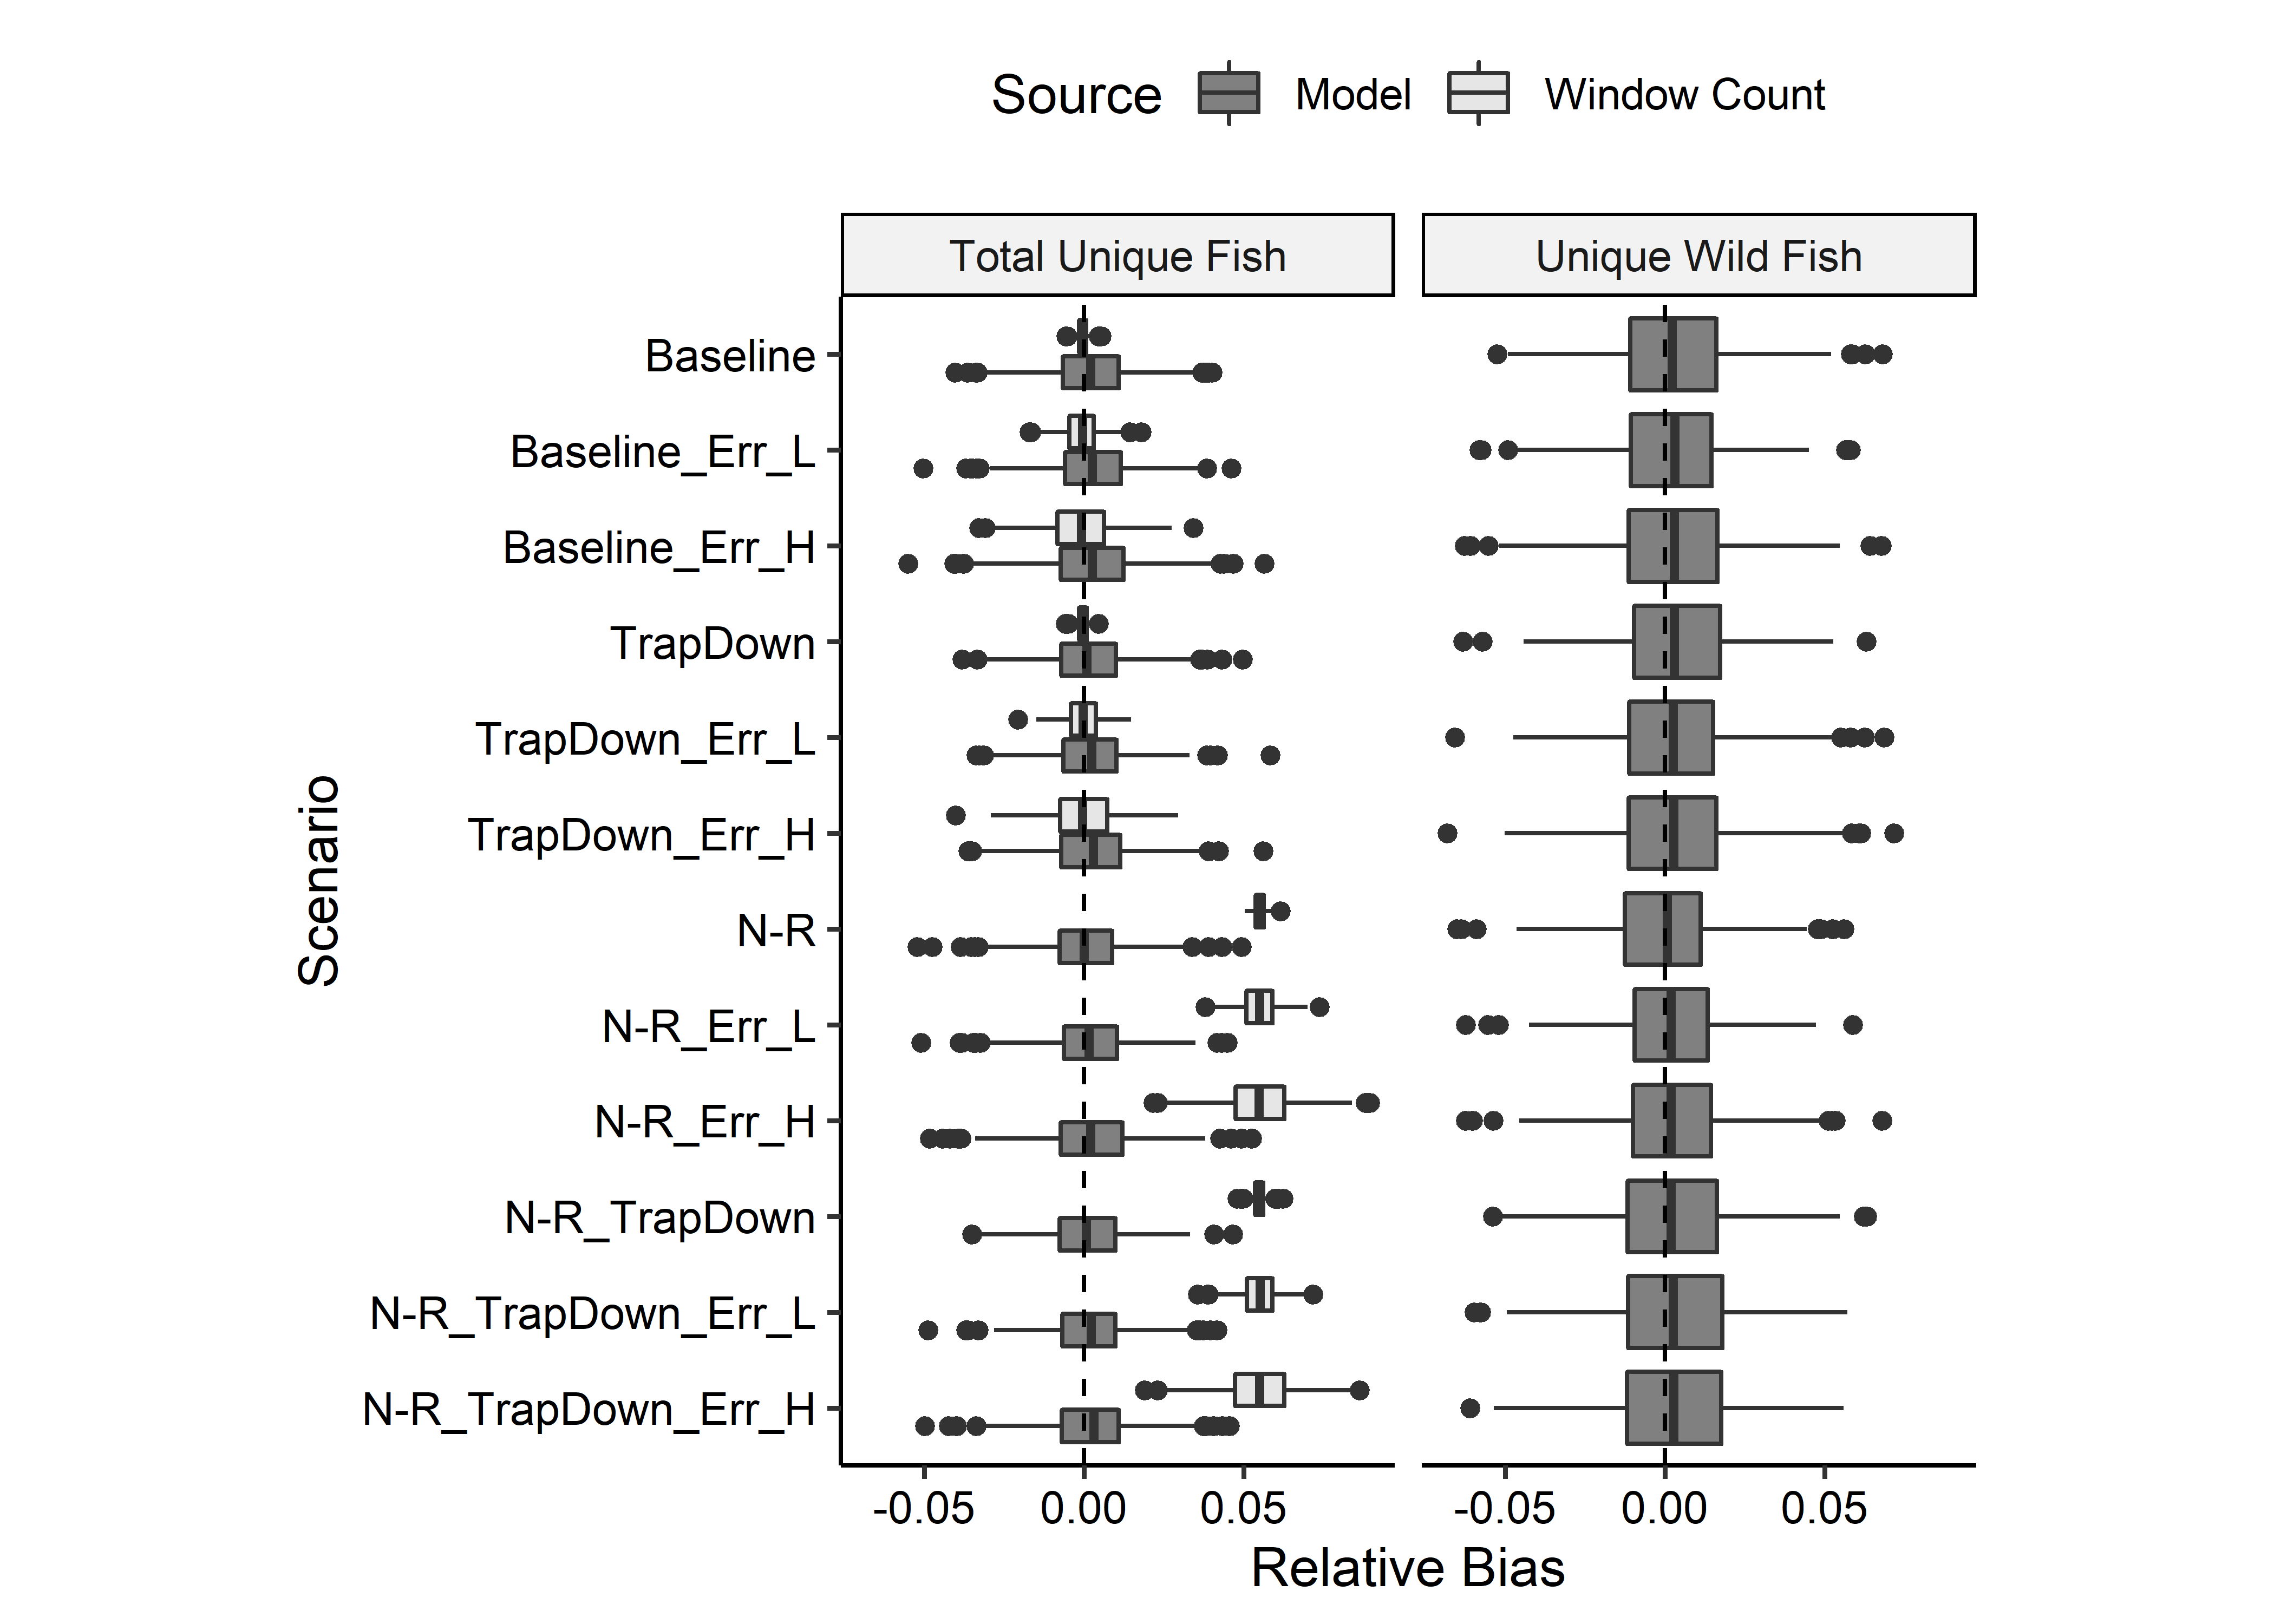 Source Model Window Count
Total Unique Fish Unique Wild Fish
Scenario
Baseline
Baseline_Err_L
Baseline_Err_H
TrapDown
TrapDown_Err_L
TrapDown_Err_H
N-R
N-R_Err_L
N-R_Err_H
N-R_TrapDown
N-R_TrapDown_Err_L
N-R_TrapDown_Err_H
-0.05 0.00 0.05 -0.05 0.00 0.05
Relative Bias